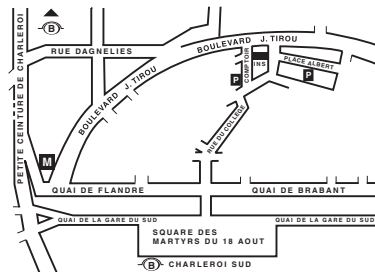 B
RUE DAGNELIES
BOULEVARD J. TIROU
COMPTOIR
INS
PLACE ALBERT
P
P
PETITE CEINTURE DE CHARLEROI
BOULEVARD J. TIROU
RUE DU COLLEGE
M
QUAI DE FLANDRE
QUAI DE BRABANT
QUAI DE LA GARE DU SUD
QUAI DE LA GARE DU SUD
SQUARE DES
MARTYRS DU 18 AOUT
B CHARLEROI SUD